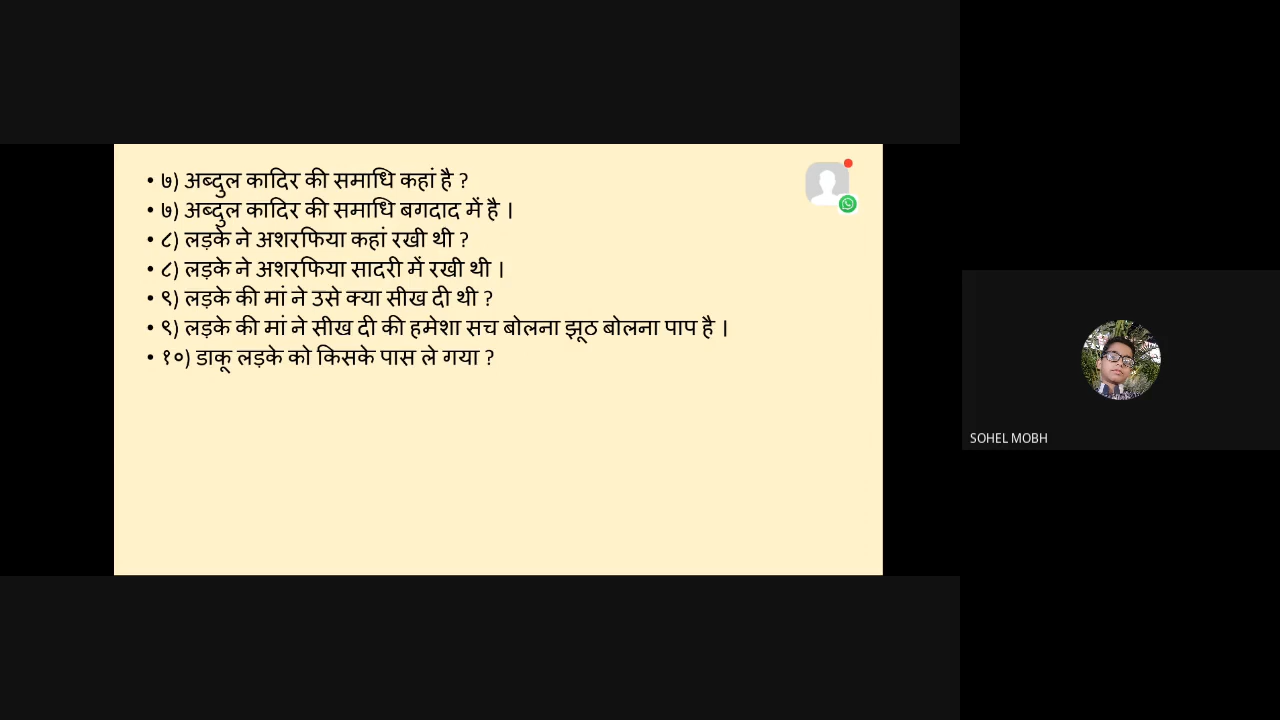 • ७) अब्दुल कादिर की समाधि कहां है ?
• ७) अब्दुल कादिर की समाधि बगदाद में है ।
• ८) लड़के ने अशरफिया कहां रखी थी ?
• ८) लड़के ने अशरफिया सादरी में रखी थी ।
• ९) लड़के की मां ने उसे क्या सीख दी थी ?
• ९) लड़के की मां ने सीख दी की हमेशा सच बोलना झूठ बोलना पाप है ।
• १०) डाकू लड़के को किसके पास ले गया ?
SOHEL MOBH